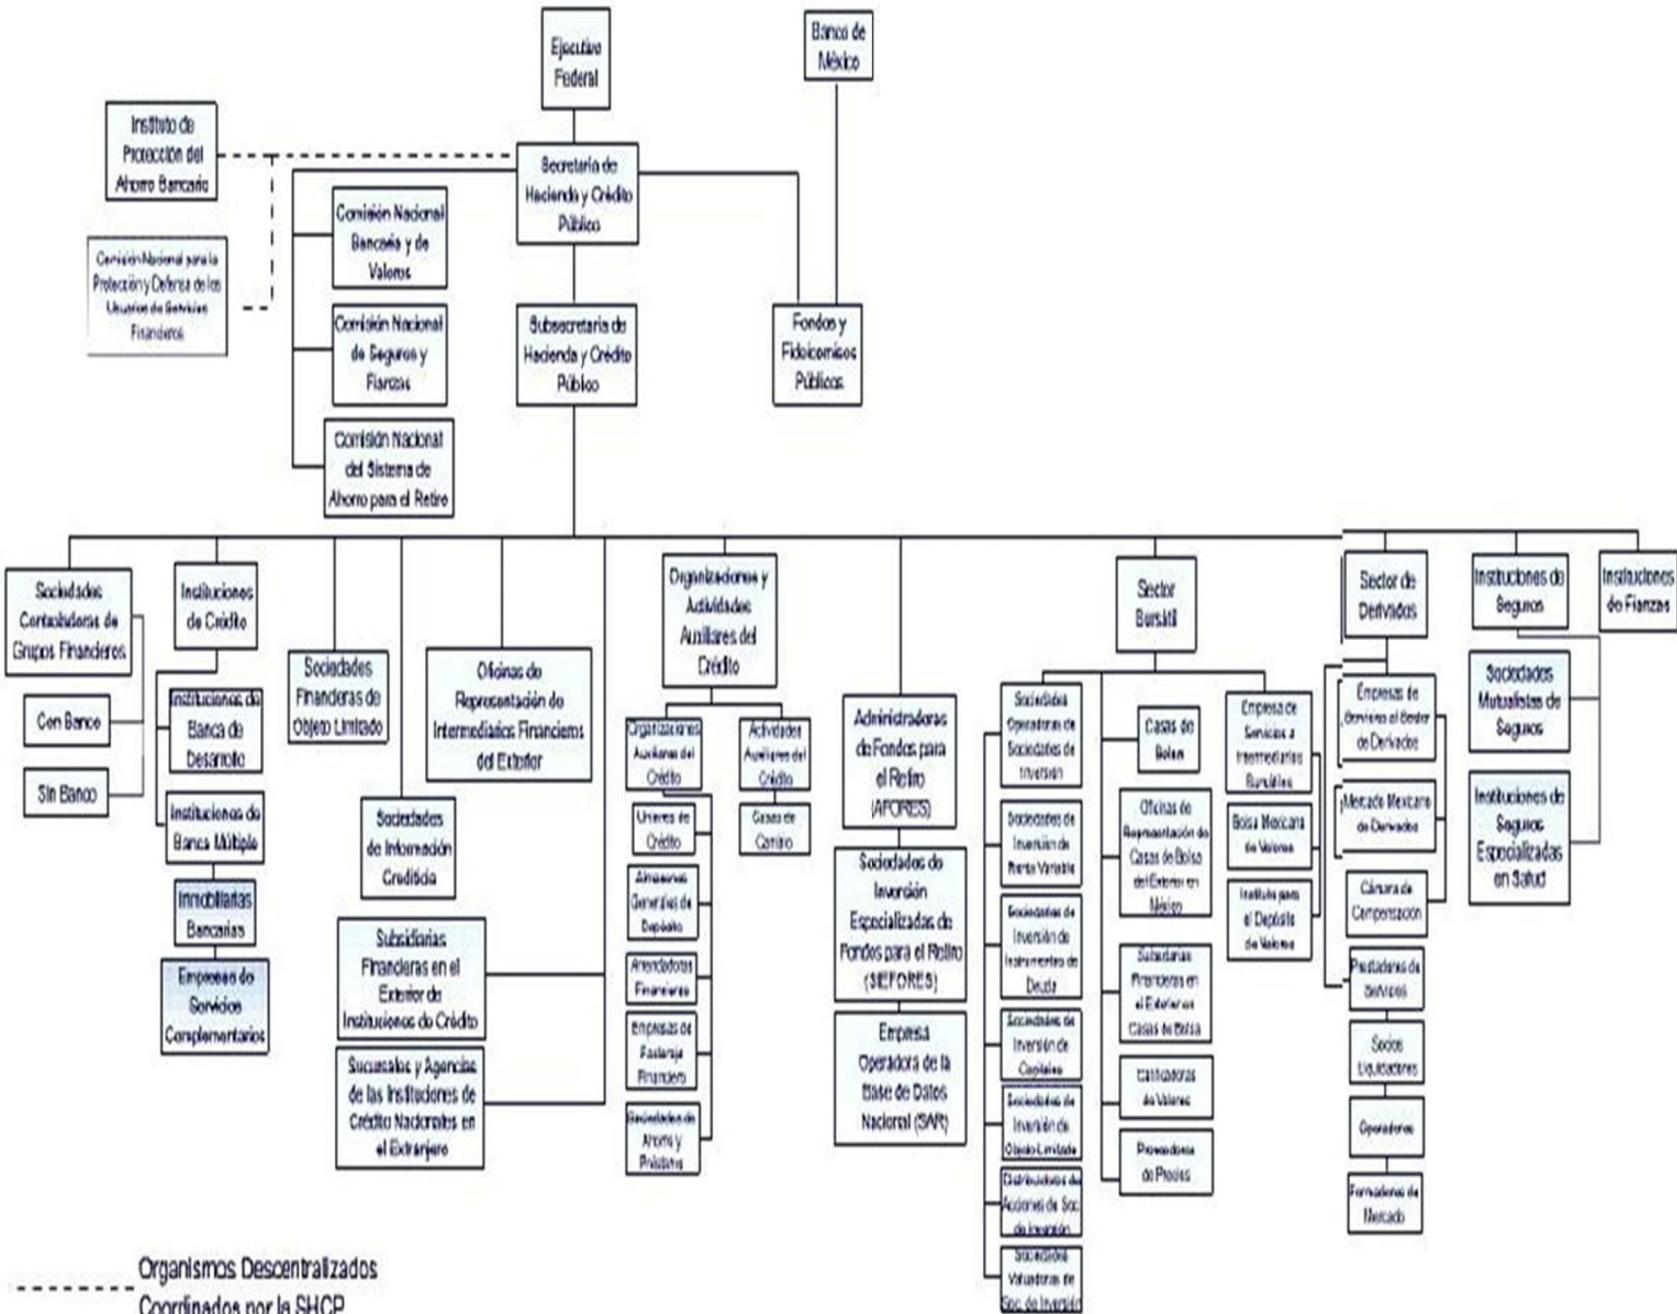 Ejecutivo
Federal
Banco de
México
Instituto de
Protección del
Ahorro Bancario
Secretaría de
Hacienda y Crédito
Público
Comisión Nacional
Bancaria y de
Valores
Comisión Nacional para la
Protección y Defensa de los
Usuarios de Servicios
Financieros
Comisión Nacional
de Seguros y
Fianzas
Subsecretaría de
Hacienda y Crédito
Público
Fondos y
Fideicomisos
Públicos
Comisión Nacional
del Sistema de
Ahorro para el Retiro
Sociedades
Controladoras de
Grupos Financieros
Con Banco
Sin Banco
Instituciones
de Crédito
Instituciones de
Banca de
Desarrollo
Instituciones de
Banca Múltiple
Inmobiliarias
Bancarias
Empresas de
Servicios
Complementarios
Sociedades
Financieras de
Objeto Limitado
Sociedades
de Información
Crediticia
Oficinas de
Representación de
Intermediarios Financieros
del Exterior
Subsidiarias
Financieras en el
Exterior de
Instituciones de Crédito
Sucursales y Agencias
de las Instituciones de
Crédito Nacionales en
el Extranjero
Organizaciones y
Actividades
Auxiliares del
Crédito
Organizaciones
Auxiliares del
Crédito
Uniones de
Crédito
Almacenes
Generales de
Depósito
Arrendadoras
Financieras
Empresas de
Factoraje
Financiero
Sociedades de
Ahorro y
Préstamo
Actividades
Auxiliares del
Crédito
Casas de
Cambio
Administradoras
de Fondos para
el Retiro
(AFORES)
Sociedades de
Inversión
Especializadas de
Fondos para el Retiro
(SIEFORES)
Empresa
Operadora de la
Base de Datos
Nacional (SAR)
Sector
Bursátil
Sociedades
Operadoras de
Sociedades de
Inversión
Sociedades de
Inversión de
Renta Variable
Sociedades de
Inversión de
Instrumentos de
Deuda
Sociedades de
Inversión de
Capitales
Sociedades de
Inversión de
Objeto Limitado
Distribuidoras de
Acciones de Soc.
de Inversión
Sociedades
Valuadoras de
Soc. de Inversión
Casas de
Bolsa
Oficinas de
Representación de
Casas de Bolsa
del Exterior en
México
Subsidiarias
Financieras en
el Exterior de
Casas de Bolsa
Calificadoras
de Valores
Proveedores
de Precios
Empresa de
Servicios a
Intermediarios
Bursátiles
Bolsa Mexicana
de Valores
Instituto para
el Depósito
de Valores
Sector de
Derivados
Empresas de
Servicios al Sector
de Derivados
Mercado Mexicano
de Derivados
Cámara de
Compensación
Prestadores de
Servicios
Socios
Liquidadores
Operadores
Formadores de
Mercado
Instituciones de
Seguros
Sociedades
Mutualistas de
Seguros
Instituciones de
Seguros
Especializadas
en Salud
Instituciones
de Fianzas
Organismos Descentralizados
Coordinados por la SHCP